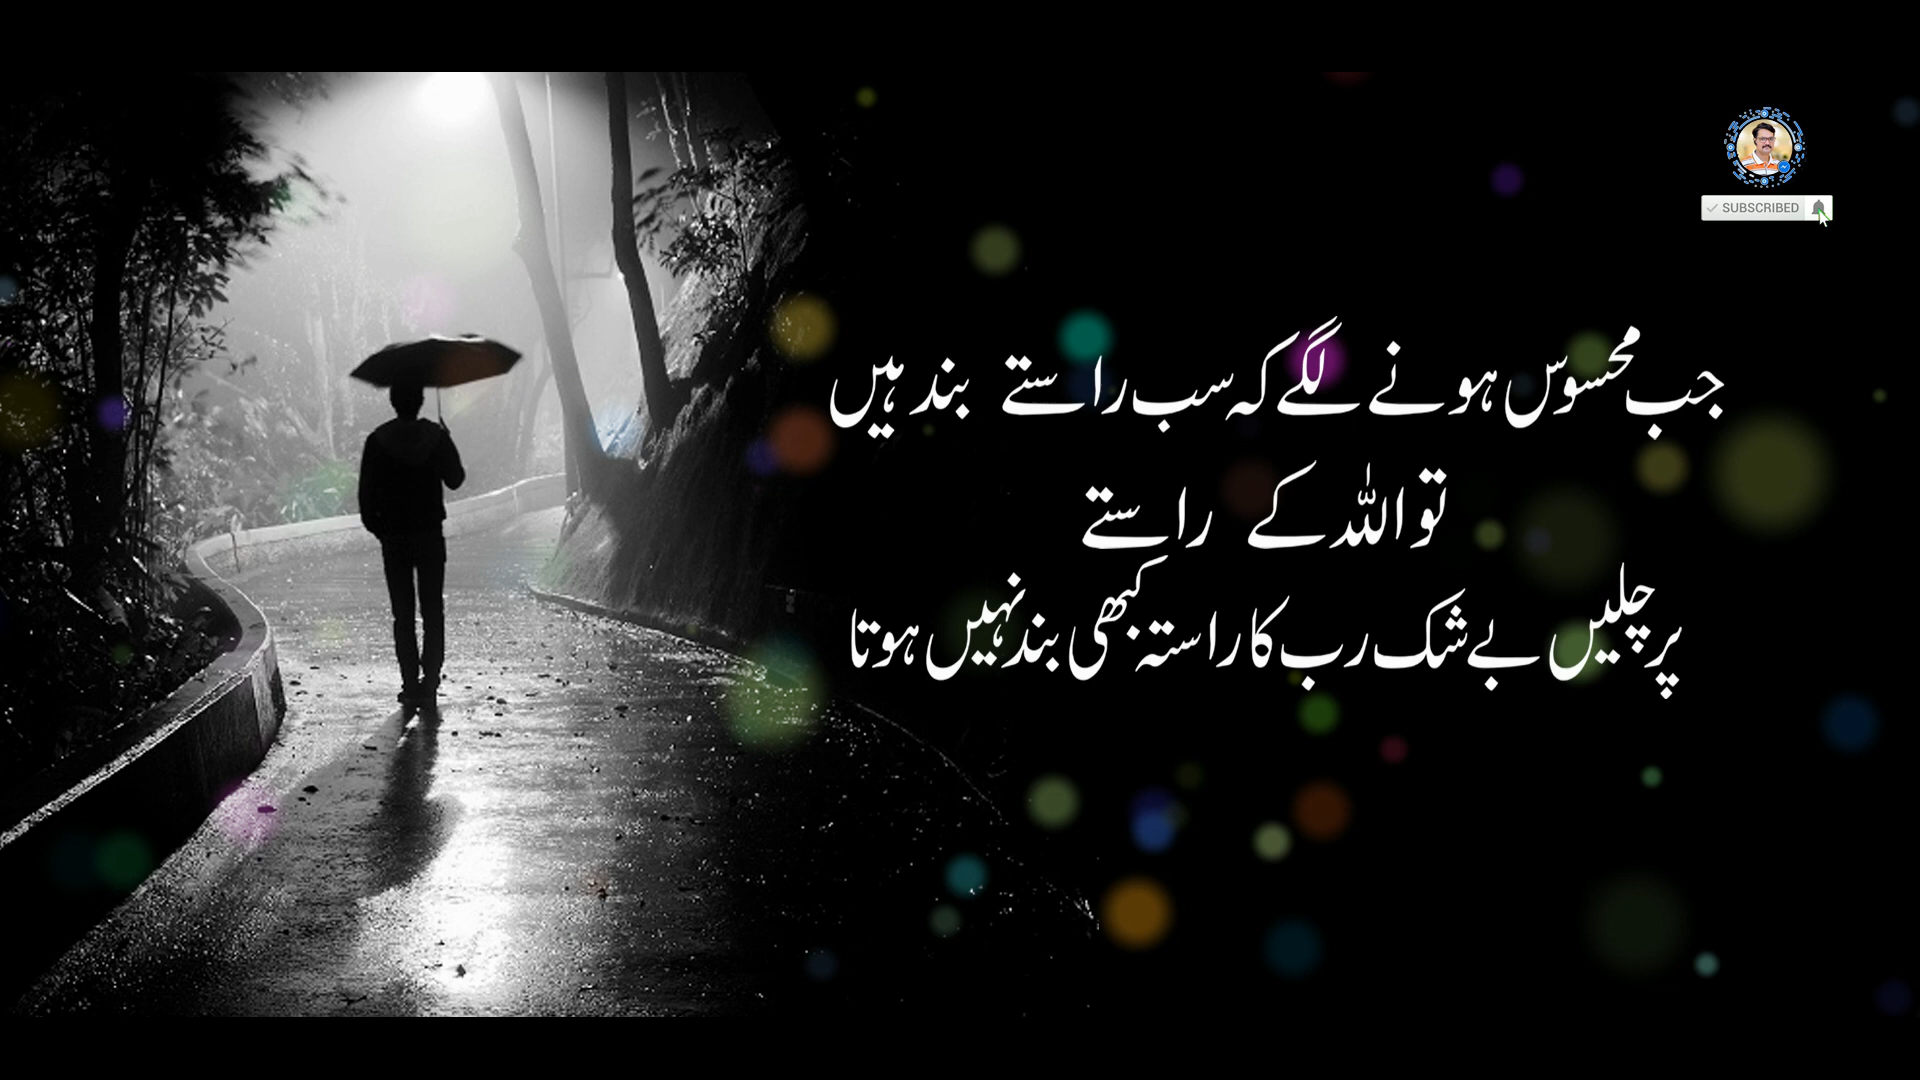 SUBSCRIBED
جب محسوس ہونے لگے کہ سب راستے بند ہیں
تو اللہ کے راستے
پر چلیں بے شک رب کا راستہ کبھی بند نہیں ہوتا